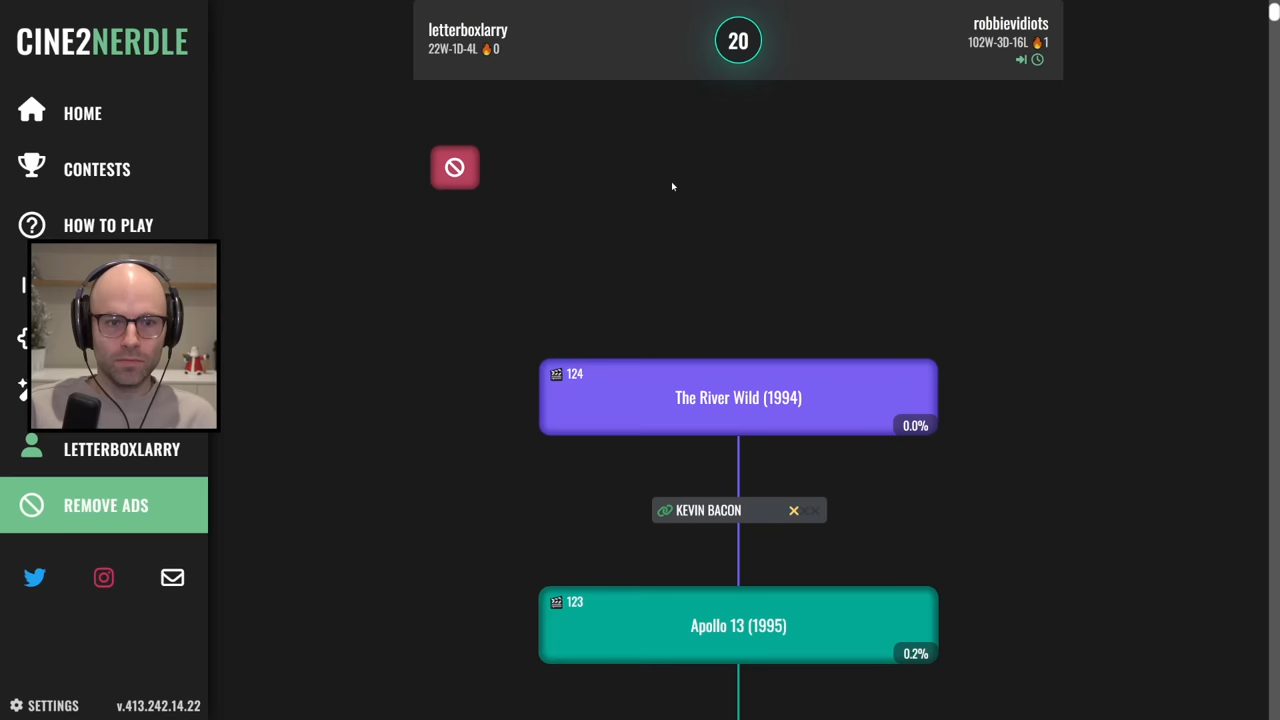 CINE2NERDLE
HOME
CONTESTS
HOW TO PLAY
LETTERBOXLARRY
REMOVE ADS
SETTINGS
v.413.242.14.22
letterboxlarry
22W-1D-4L 🔥0
20
robbievidiots
102W-3D-16L 🔥1
🎬 124
The River Wild (1994)
0.0%
KEVIN BACON
🎬 123
Apollo 13 (1995)
0.2%